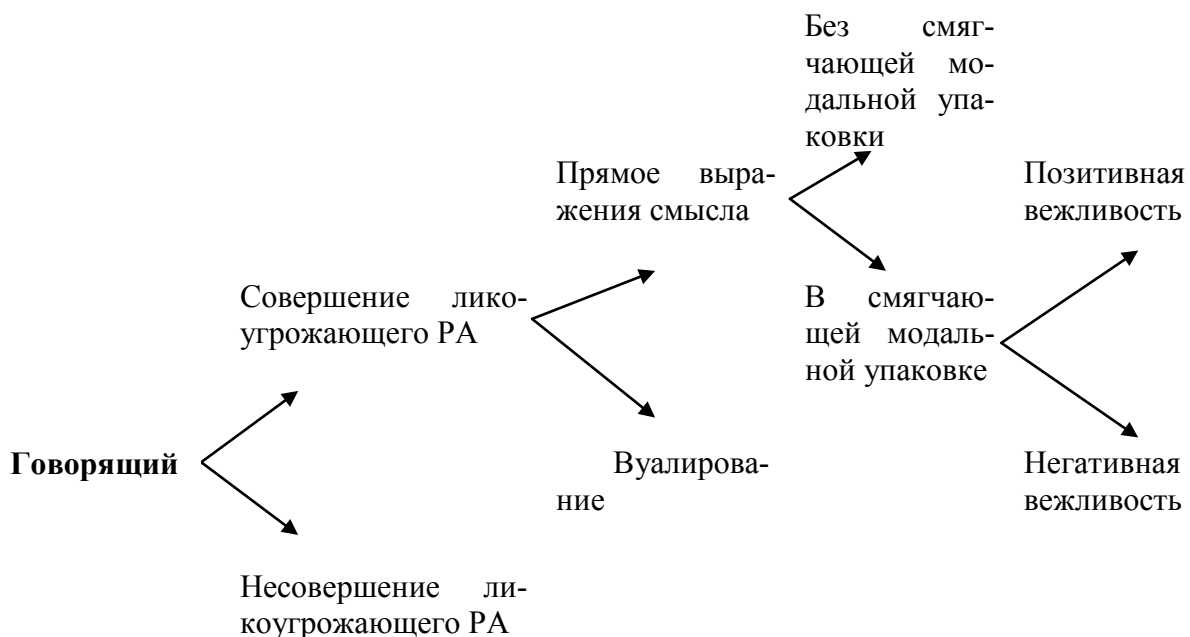 Без смяг-
чающей мо-
дальной упа-
ковки
Прямое выра-
жения смысла
Позитивная
вежливость
Совершение лико-
угрожающего РА
В смягчаю-
щей модаль-
ной упаковке
Говорящий
Вуалирова-
ние
Негативная
вежливость
Несовершение ли-
коугрожающего РА